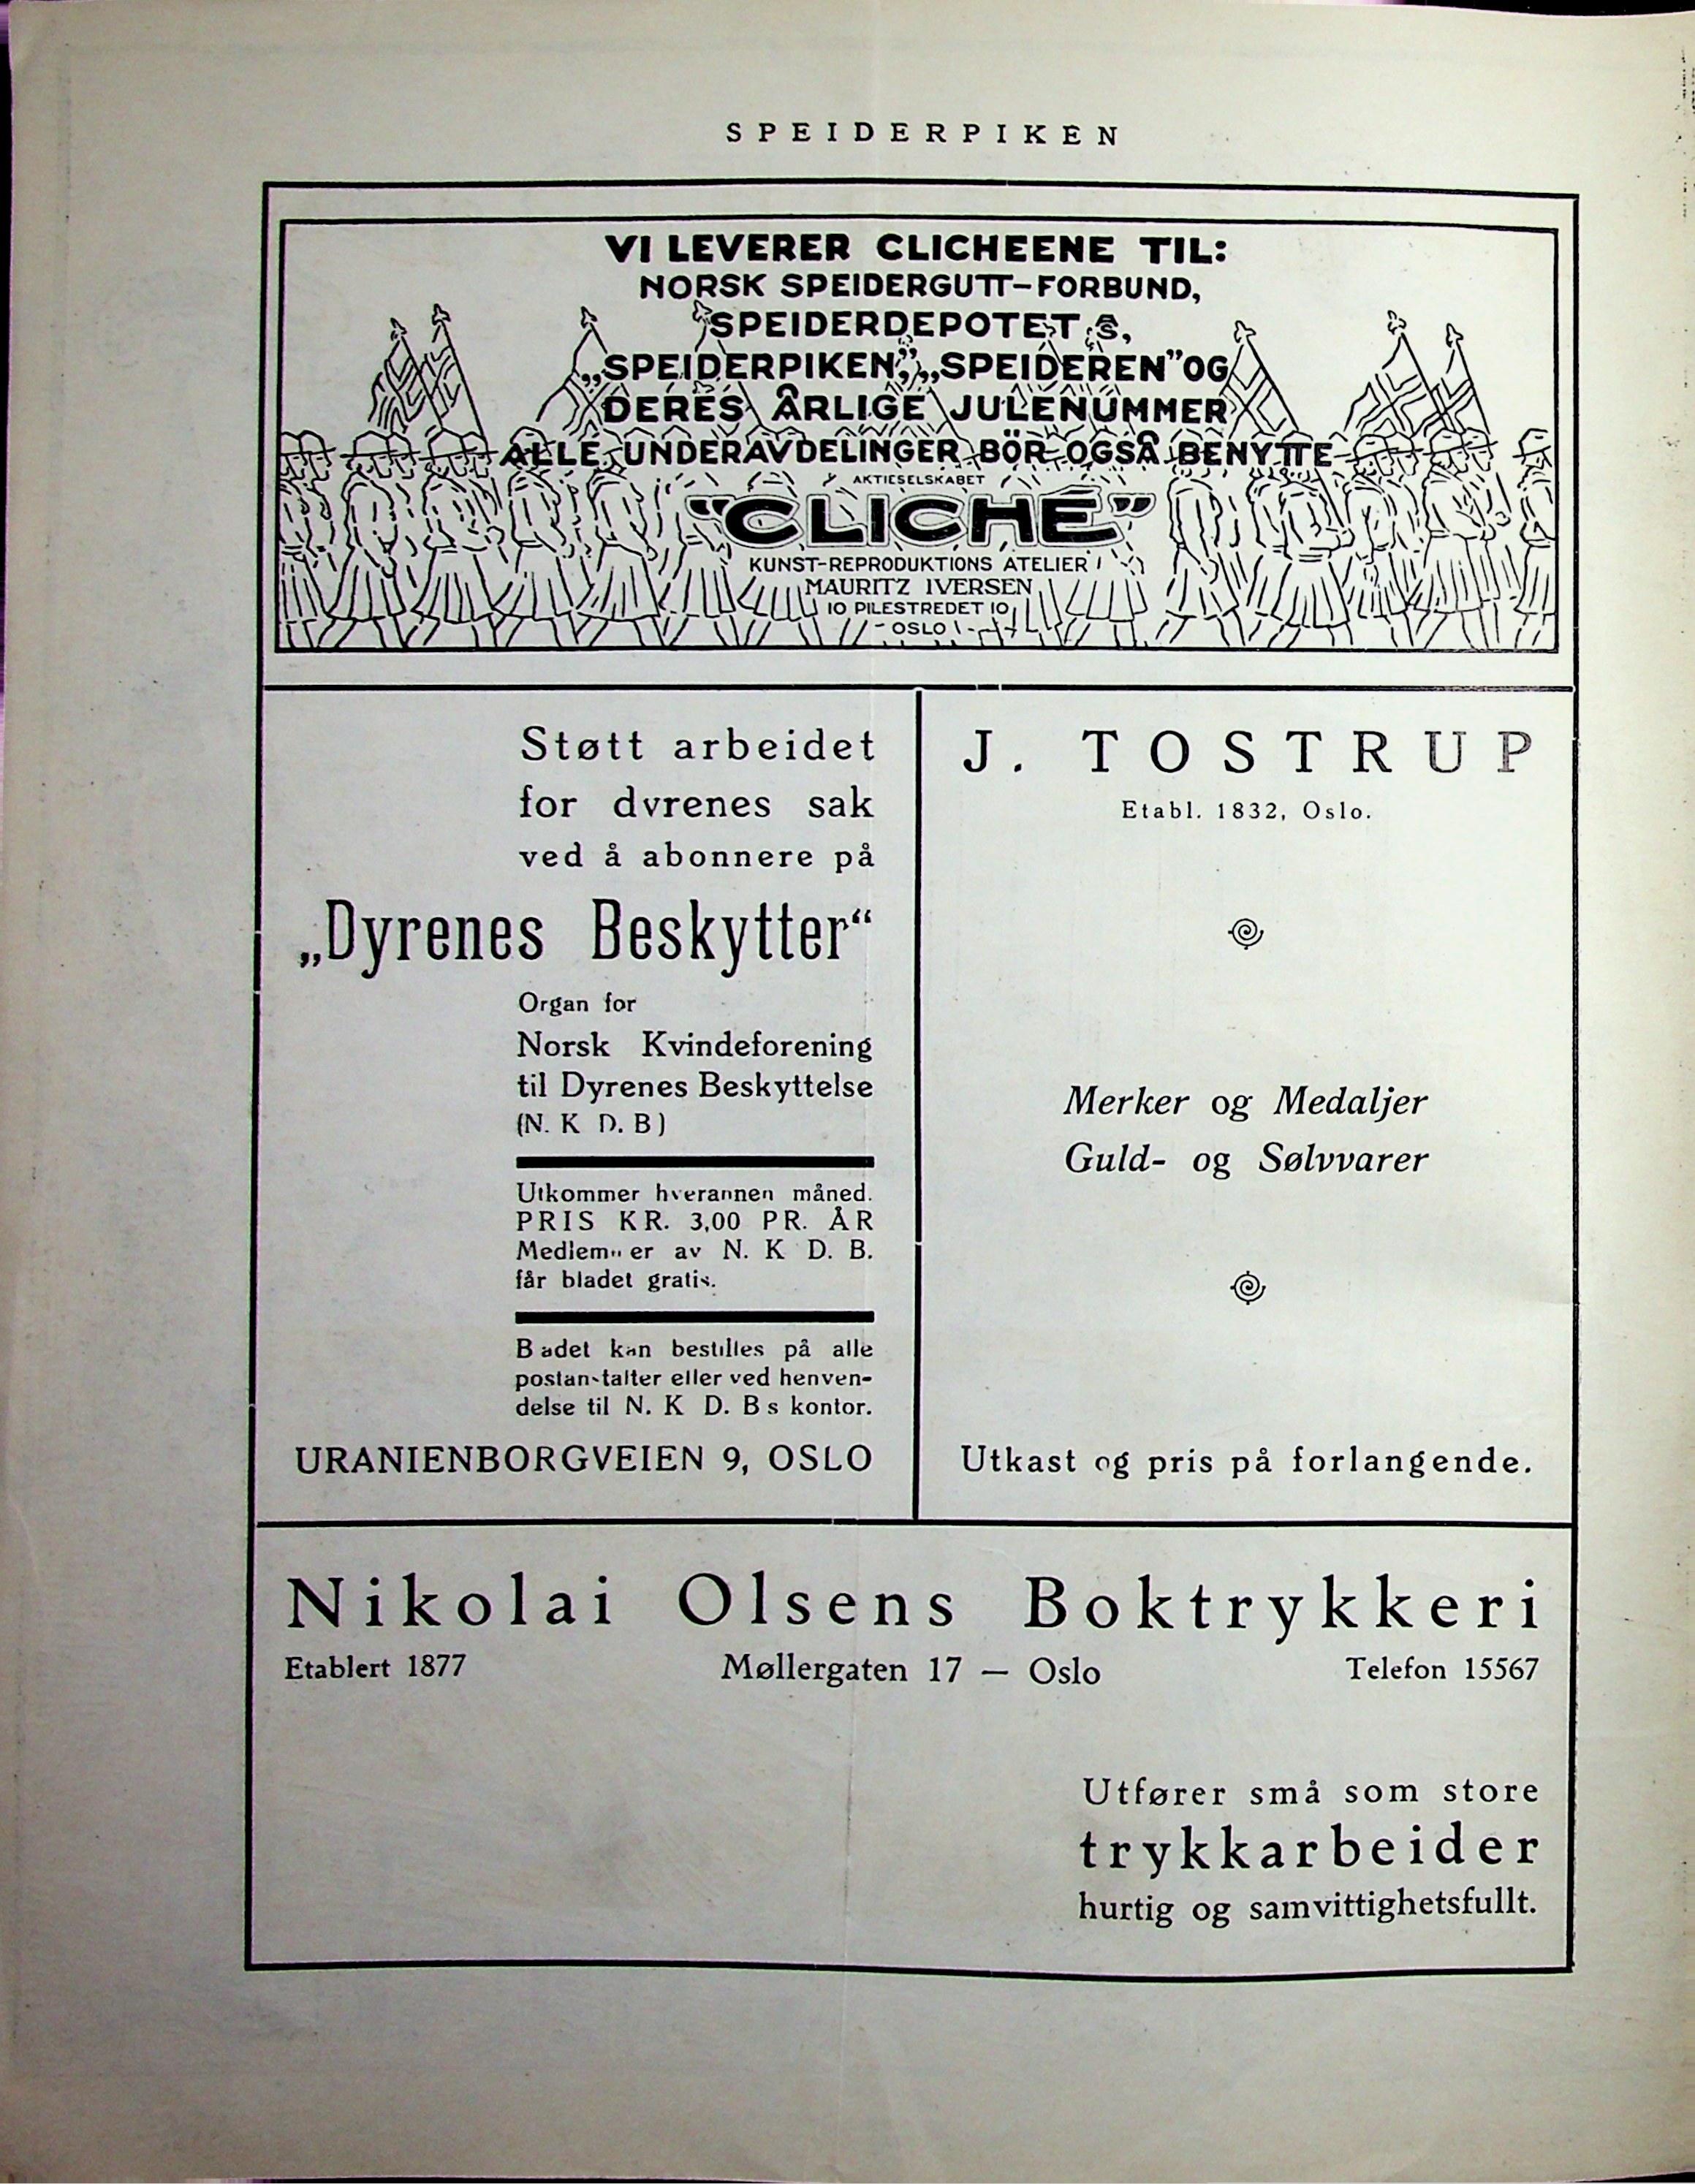 SPEIDERPIKEN
VI LEVERER CLICHEENE TIL:
NORSK SPEIDERGUTT-FORBUND,
SPEIDERDEPOTET,S,
„SPEIDERPIKEN”, „SPEIDEREN” OG
DERES ÅRLIGE JULENUMMER
ALLE UNDERAVDELINGER BÖR OGSÅ BENYTTE
AKTIESELSKABET
"CLICHÉ"
KUNST-REPRODUKTIONS ATELIER
MAURITZ IVERSEN
10 PILESTREDET 10
- OSLO -
Støtt arbeidet
for dvrenes sak
ved å abonnere på
„Dyrenes Beskytter“
Organ for
Norsk Kvindeforening
til Dyrenes Beskyttelse
(N. K D. B)
Utkommer hverannen måned.
PRIS KR. 3,00 PR. ÅR
Medlemmer av N. K D. B.
får bladet gratis.
B adet kan bestilles på alle
postanstalter eller ved henven-
delse til N. K D. B s kontor.
URANIENBORGVEIEN 9, OSLO
J. TOSTRUP
Etabl. 1832, Oslo.
Merker og Medaljer
Guld- og Sølvvarer
Utkast og pris på forlangende.
Nikolai Olsens Boktrykkeri
Etablert 1877 Møllergaten 17 — Oslo Telefon 15567
Utfører små som store
trykkarbeider
hurtig og samvittighetsfullt.